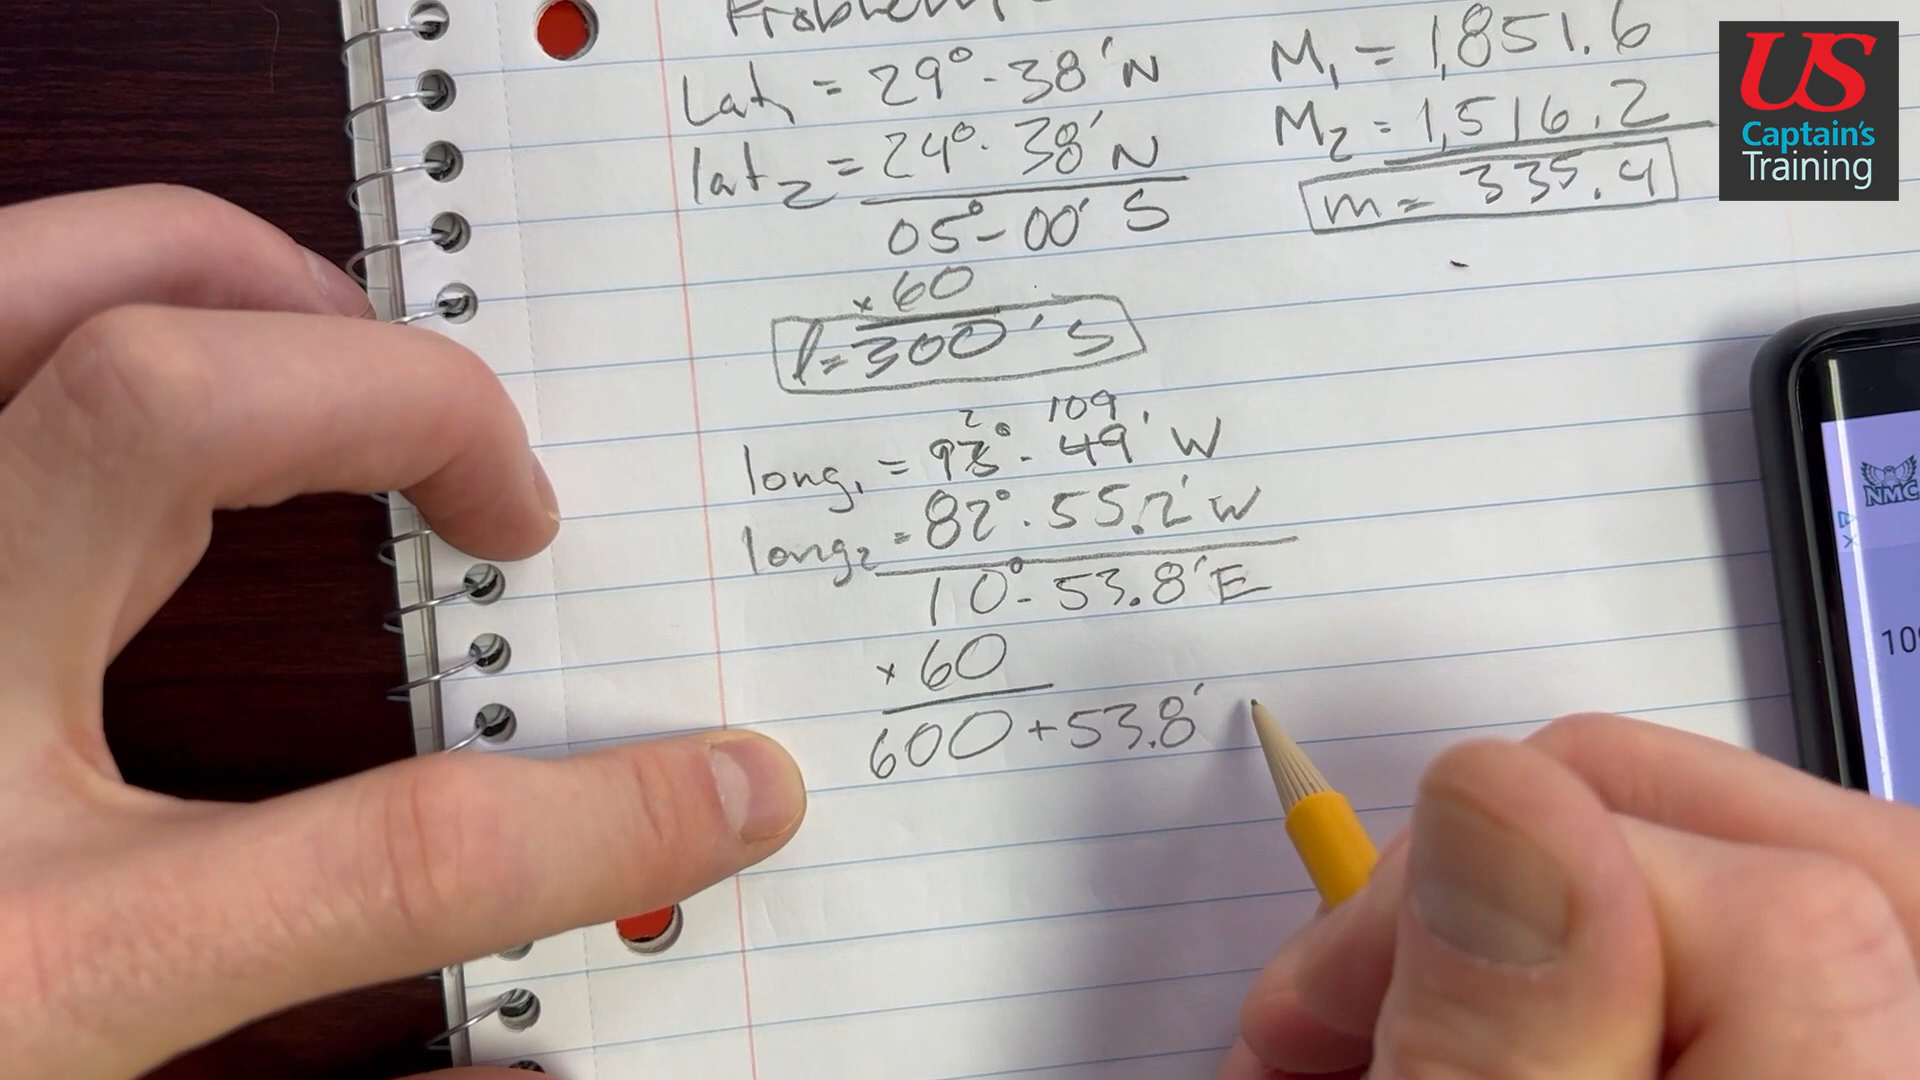 Problem
Lat₁ = 29° - 38' N
lat₂ = 24° - 38' N
05° - 00' S
x 60
l = 300' S
M₁ = 1,851.6
M₂ = 1,516.2
m = 335.4
2 109
long₁ = 93° - 49' W
long₂ = 82° - 55.2' W
10° - 53.8' E
x 60
600 + 53.8'
US
Captain's
Training
NMC